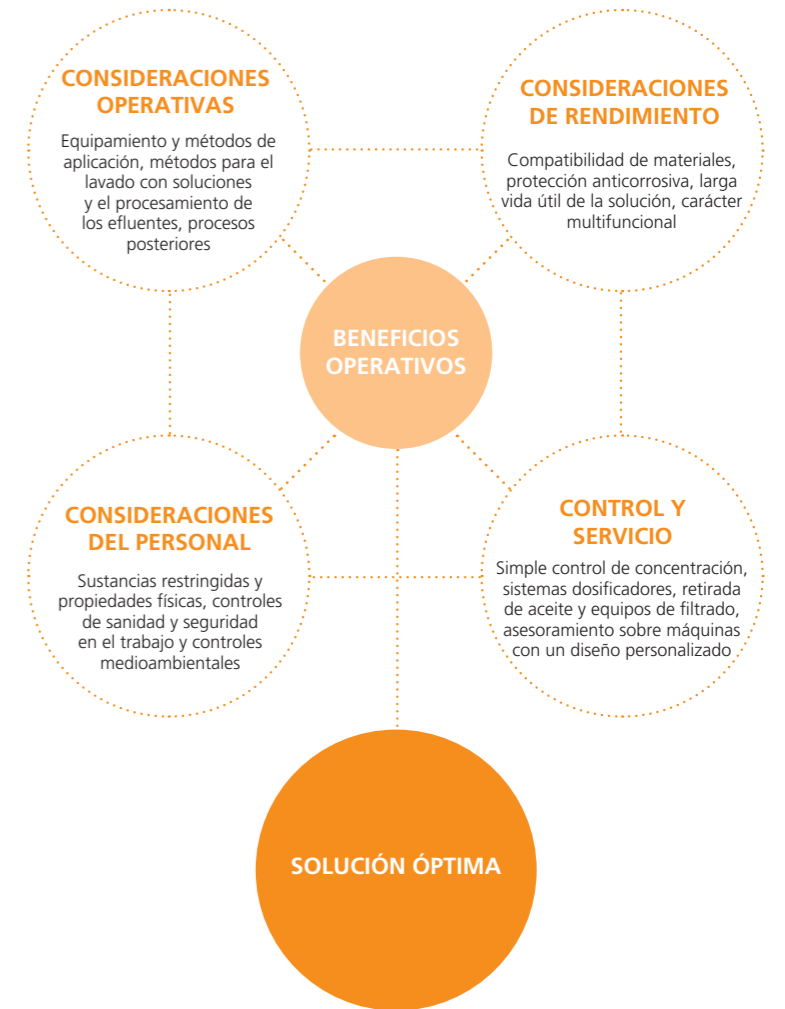 CONSIDERACIONES
OPERATIVAS
Equipamiento y métodos de
aplicación, métodos para el
lavado con soluciones
y el procesamiento de
los efluentes, procesos
posteriores
CONSIDERACIONES
DE RENDIMIENTO
Compatibilidad de materiales,
protección anticorrosiva, larga
vida útil de la solución, carácter
multifuncional
BENEFICIOS
OPERATIVOS
CONSIDERACIONES
DEL PERSONAL
Sustancias restringidas y
propiedades físicas, controles
de sanidad y seguridad
en el trabajo y controles
medioambientales
CONTROL Y
SERVICIO
Simple control de concentración,
sistemas dosificadores, retirada
de aceite y equipos de filtrado,
asesoramiento sobre máquinas
con un diseño personalizado
SOLUCIÓN ÓPTIMA